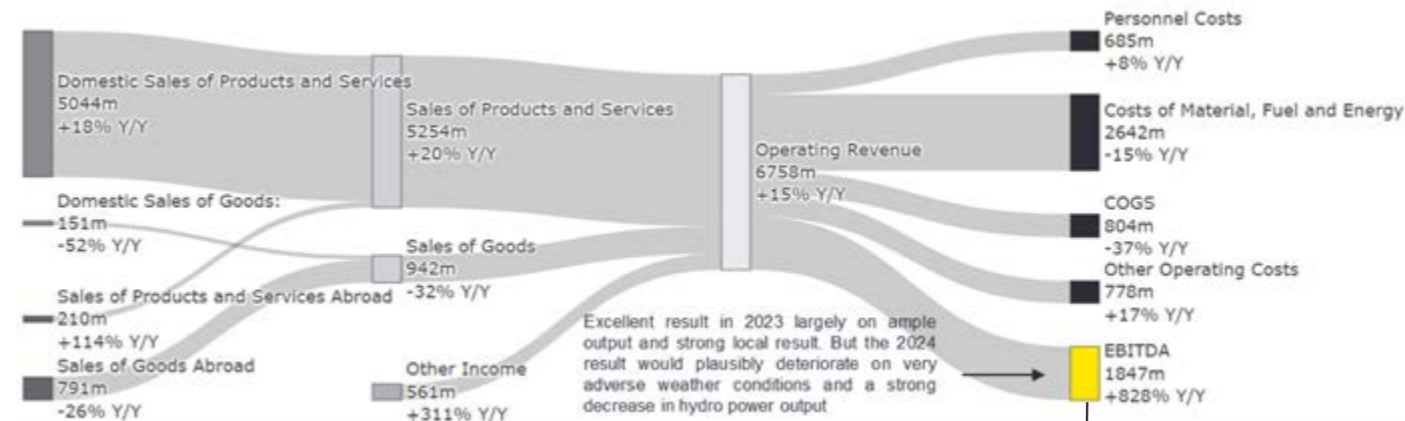 Domestic Sales of Products and Services
5044m
+18% Y/Y
Domestic Sales of Goods:
151m
-52% Y/Y
Sales of Products and Services Abroad
210m
+114% Y/Y
Sales of Goods Abroad
791m
-26% Y/Y
Sales of Products and Services
5254m
+20% Y/Y
Sales of Goods
942m
-32% Y/Y
Other Income
561m
+311% Y/Y
Operating Revenue
6758m
+15% Y/Y
Excellent result in 2023 largely on ample
output and strong local result. But the 2024
result would plausibly deteriorate on very
adverse weather conditions and a strong
decrease in hydro power output
Personnel Costs
685m
+8% Y/Y
Costs of Material, Fuel and Energy
2642m
-15% Y/Y
COGS
804m
-37% Y/Y
Other Operating Costs
778m
+17% Y/Y
EBITDA
1847m
+828% Y/Y